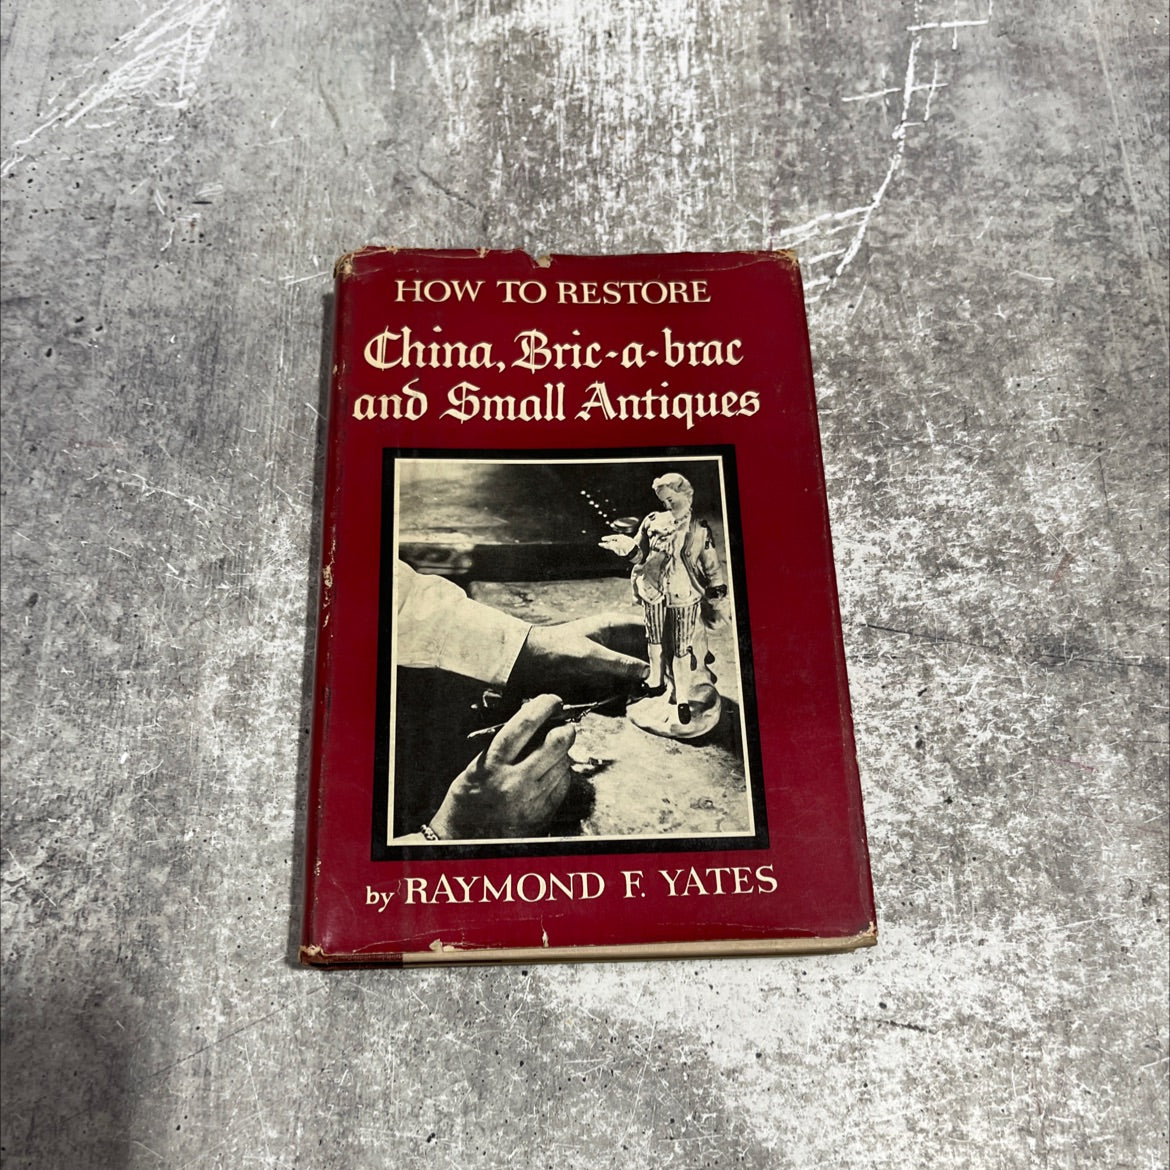 HOW TO RESTORE
China, Bric-a-brac
and Small Antiques
by RAYMOND F. YATES